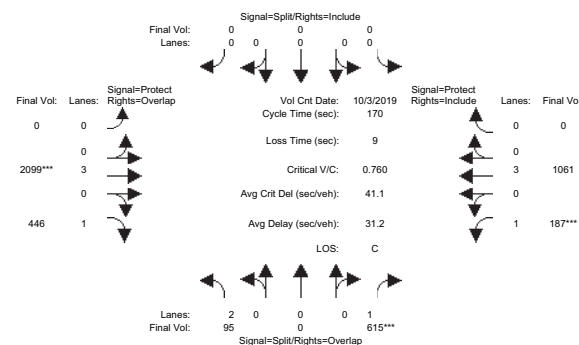 Signal=Split/Rights=Include
Final Vol: 0 0 0
Lanes: 0 0 0 0 0
Signal=Protect Signal=Protect
Final Vol: Lanes: Rights=Overlap Vol Cnt Date: 10/3/2019 Rights=Include Lanes: Final Vo
Cycle Time (sec): 170
0 0 0 0
Loss Time (sec): 9
0 0
2099*** 3 Critical V/C: 0.760 3 1061
0 Avg Crit Del (sec/veh): 41.1 0
446 1 Avg Delay (sec/veh): 31.2 1 187***
LOS: C
Lanes: 2 0 0 0 1
Final Vol: 95 0 615***
Signal=Split/Rights=Overlap